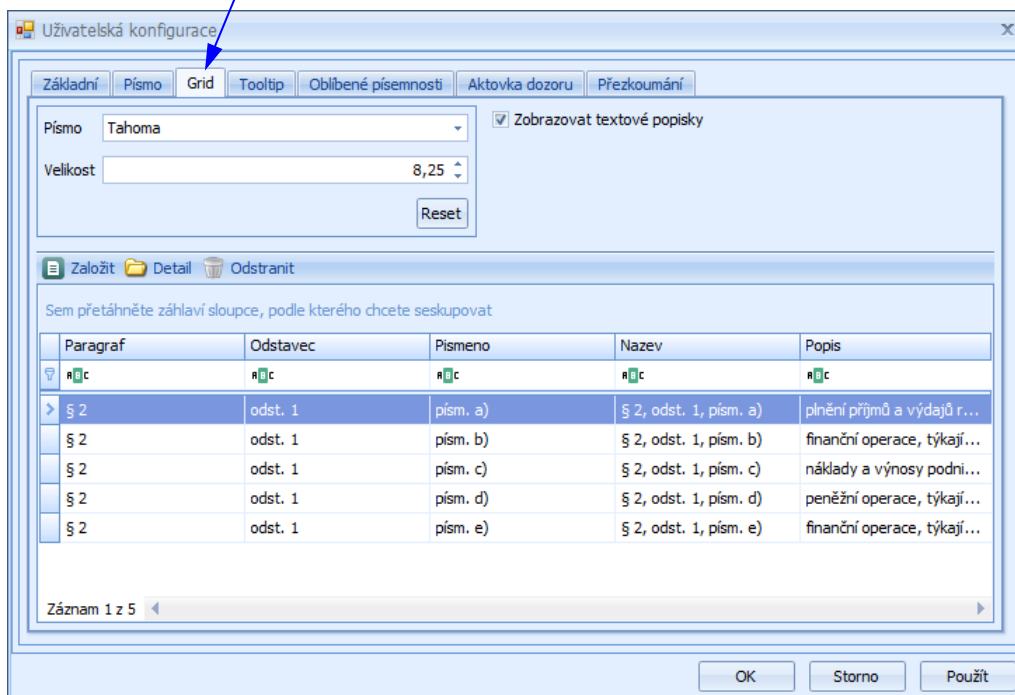 Uživatelská konfigurace
Základní Písmo Grid Tooltip Oblíbené písemnosti Aktovka dozoru Přezkoumání
Písmo Tahoma Zobrazovat textové popisky
Velikost 8,25
Reset
Založit Detail Odstranit
Sem přetáhněte záhlaví sloupce, podle kterého chcete seskupovat
Paragraf Odstavec Pismeno Nazev Popis
ABC ABC ABC ABC ABC
§ 2 odst. 1 písm. a) § 2, odst. 1, písm. a) plnění příjmů a výdajů r...
§ 2 odst. 1 písm. b) § 2, odst. 1, písm. b) finanční operace, týkají...
§ 2 odst. 1 písm. c) § 2, odst. 1, písm. c) náklady a výnosy podni...
§ 2 odst. 1 písm. d) § 2, odst. 1, písm. d) peněžní operace, týkají...
§ 2 odst. 1 písm. e) § 2, odst. 1, písm. e) finanční operace, týkají...
Záznam 1 z 5
OK Storno Použít